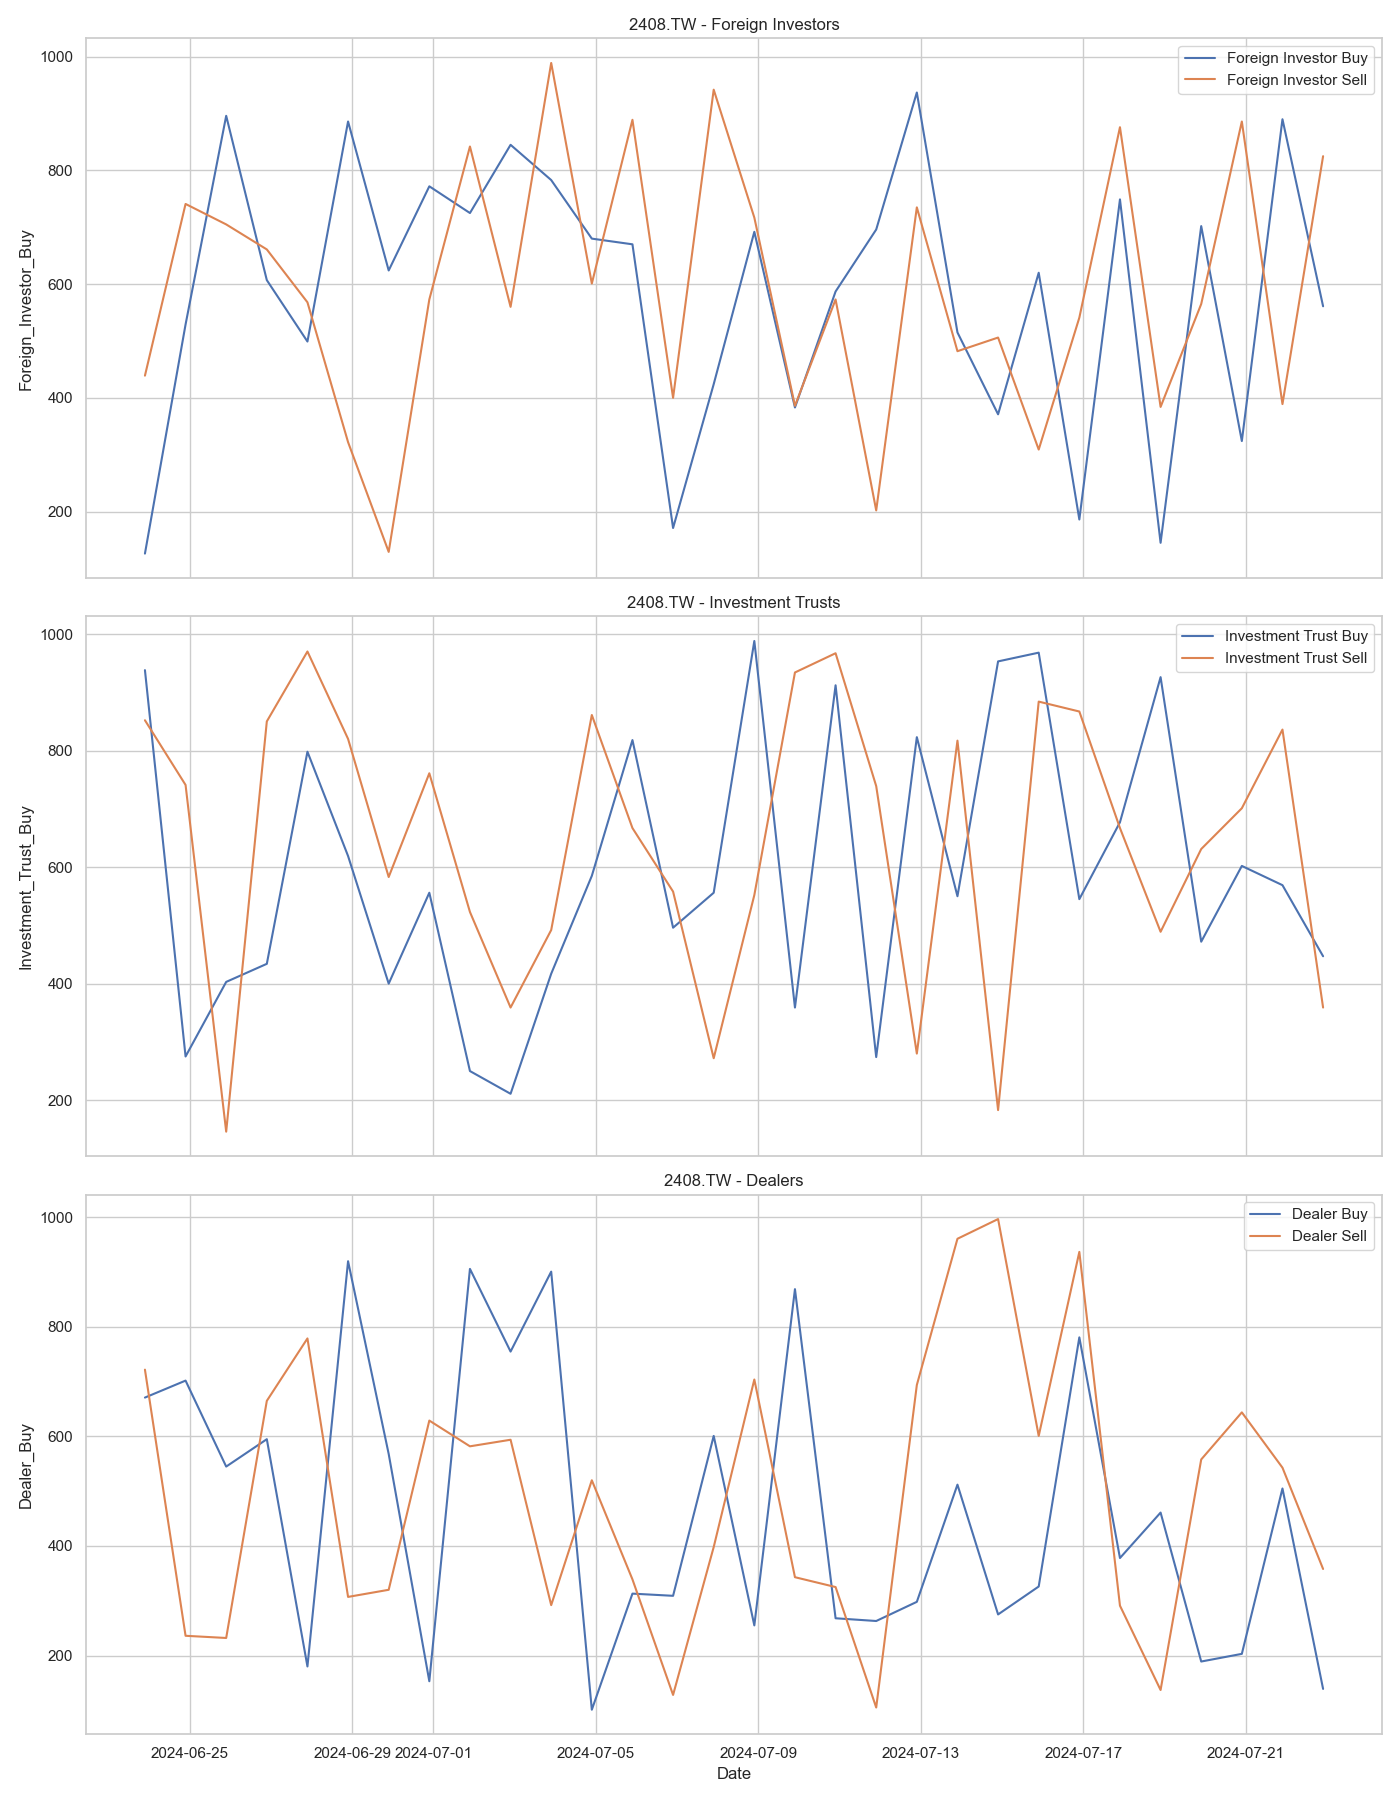 2408.TW - Foreign Investors
Foreign Investor Buy
Foreign Investor Sell
Foreign_Investor_Buy
1000
800
600
400
200
2408.TW - Investment Trusts
Investment Trust Buy
Investment Trust Sell
Investment_Trust_Buy
1000
800
600
400
200
2408.TW - Dealers
Dealer Buy
Dealer Sell
Dealer_Buy
1000
800
600
400
200
2024-06-25 2024-06-29 2024-07-01 2024-07-05 2024-07-09 2024-07-13 2024-07-17 2024-07-21
Date